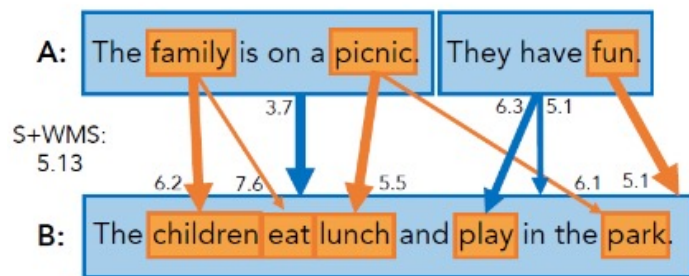 A: The family is on a picnic. They have fun.
3.7 6.3 5.1
S+WMS:
5.13
6.2 7.6 5.5 6.1 5.1
B: The children eat lunch and play in the park.